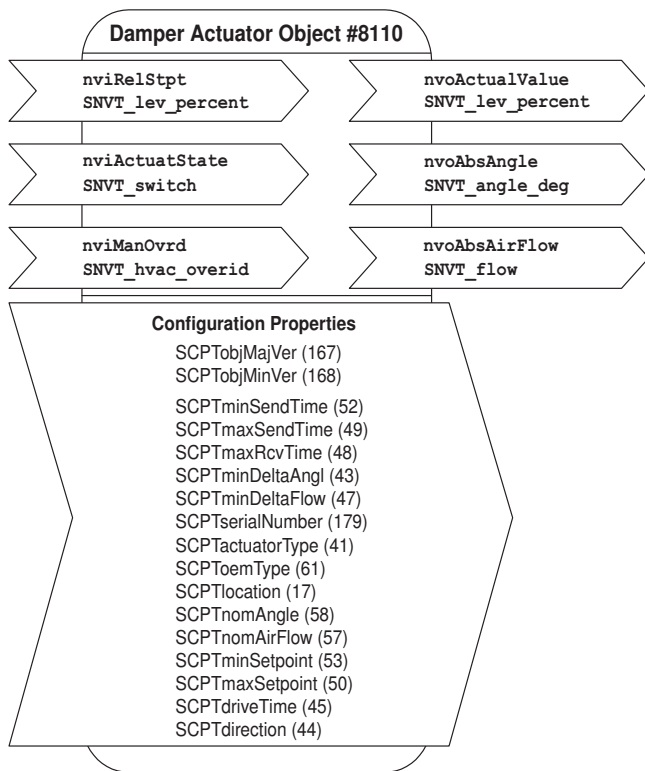 Damper Actuator Object #8110
nviRelStpt
SNVT_lev_percent
nvoActualValue
SNVT_lev_percent
nviActuatState
SNVT_switch
nvoAbsAngle
SNVT_angle_deg
nviManOvrd
SNVT_hvac_overid
nvoAbsAirFlow
SNVT_flow
Configuration Properties
SCPTobjMajVer (167)
SCPTobjMinVer (168)
SCPTminSendTime (52)
SCPTmaxSendTime (49)
SCPTmaxRcvTime (48)
SCPTminDeltaAngl (43)
SCPTminDeltaFlow (47)
SCPTserialNumber (179)
SCPTactuatorType (41)
SCPToemType (61)
SCPTlocation (17)
SCPTnomAngle (58)
SCPTnomAirFlow (57)
SCPTminSetpoint (53)
SCPTmaxSetpoint (50)
SCPTdriveTime (45)
SCPTdirection (44)